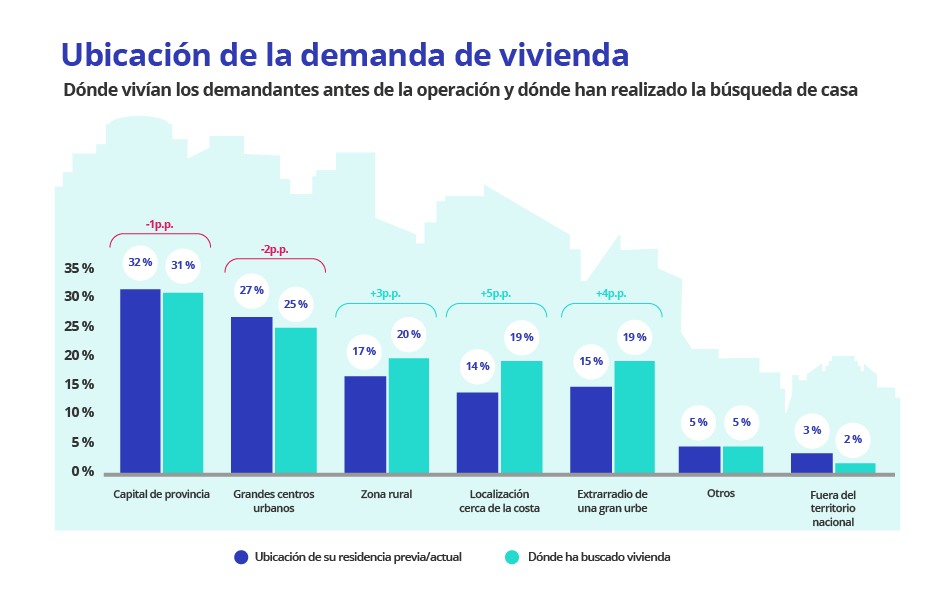 Ubicación de la demanda de vivienda
Dónde vivían los demandantes antes de la operación y dónde han realizado la búsqueda de casa
-1p.p.
-2p.p.
+3p.p.
+5p.p.
+4p.p.
35 %
30 %
25 %
20 %
15 %
10 %
5 %
0 %
32 %
31 %
27 %
25 %
17 %
20 %
14 %
19 %
15 %
19 %
5 %
5 %
3 %
2 %
Capital de provincia
Grandes centros
urbanos
Zona rural
Localización
cerca de la costa
Extrarradio de
una gran urbe
Otros
Fuera del
territorio
nacional
Ubicación de su residencia previa/actual
Dónde ha buscado vivienda